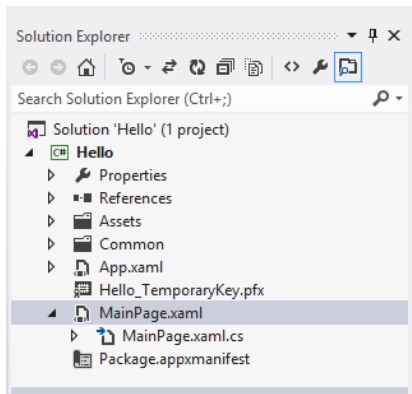 Solution Explorer
Search Solution Explorer (Ctrl+;)
Solution 'Hello' (1 project)
C# Hello
Properties
References
Assets
Common
App.xaml
Hello_TemporaryKey.pfx
MainPage.xaml
MainPage.xaml.cs
Package.appxmanifest